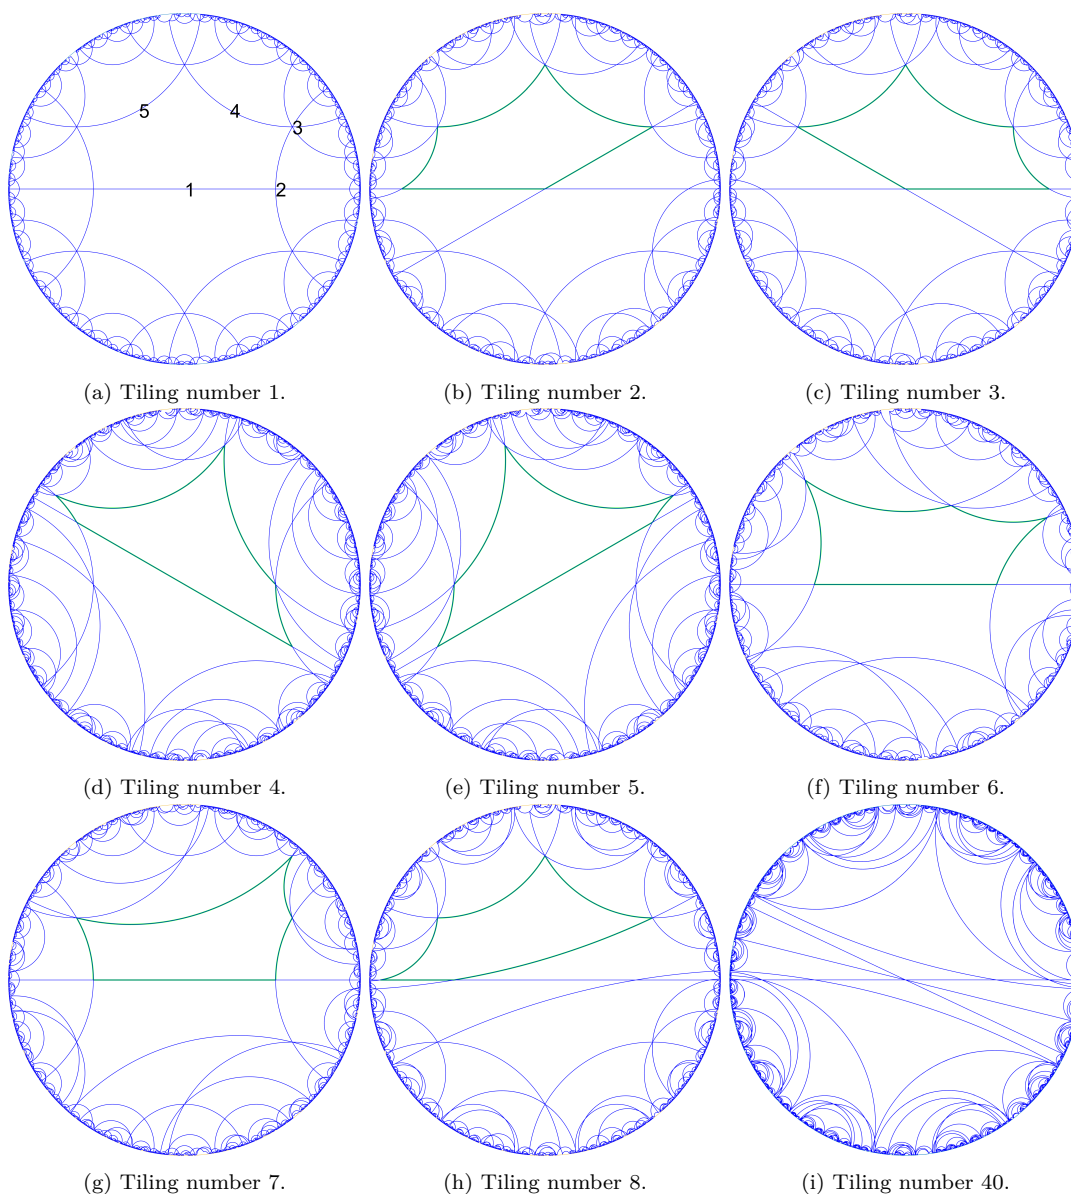 5
4
3
1
2
(a) Tiling number 1.
(b) Tiling number 2.
(c) Tiling number 3.
(d) Tiling number 4.
(e) Tiling number 5.
(f) Tiling number 6.
(g) Tiling number 7.
(h) Tiling number 8.
(i) Tiling number 40.